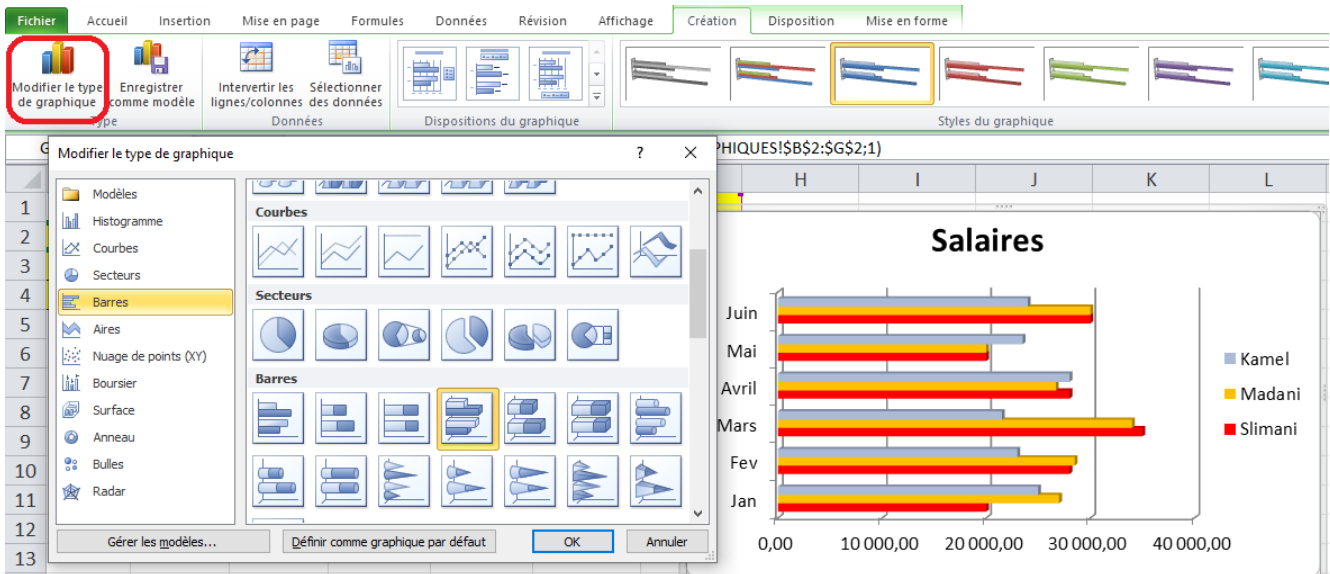 Fichier Accueil Insertion Mise en page Formules Données Révision Affichage Création Disposition Mise en forme
Modifier le type de graphique
Enregistrer comme modèle
Intervertir les lignes/colonnes
Sélectionner des données
Type Données Dispositions du graphique Styles du graphique
PHIQUES!$B$2:$G$2;1)
Modifier le type de graphique ? X
H I J K L
1
2
3
4
5
6
7
8
9
10
11
12
13
Modèles
Histogramme
Courbes
Secteurs
Barres
Aires
Nuage de points (XY)
Boursier
Surface
Anneau
Bulles
Radar
Courbes
Secteurs
Barres
Gérer les modèles... Définir comme graphique par défaut OK Annuler
Salaires
Juin
Mai
Avril
Mars
Fev
Jan
0,00 10 000,00 20 000,00 30 000,00 40 000,00
Kamel
Madani
Slimani